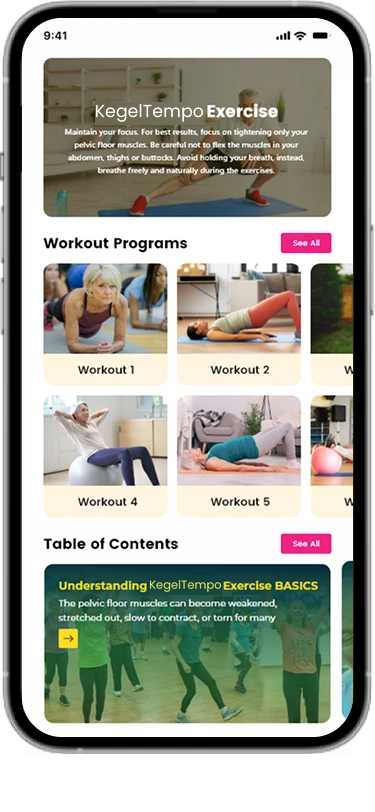 9:41
KegelTempo Exercise
Maintain your focus. For best results, focus on tightening only your
pelvic floor muscles. Be careful not to flex the muscles in your
abdomen, thighs or buttocks. Avoid holding your breath, instead,
breathe freely and naturally during the exercises.
Workout Programs
See All
Workout 1
Workout 2
W
Workout 4
Workout 5
W
Table of Contents
See All
Understanding KegelTempo Exercise BASICS
The pelvic floor muscles can become weakened,
stretched out, slow to contract, or torn for many